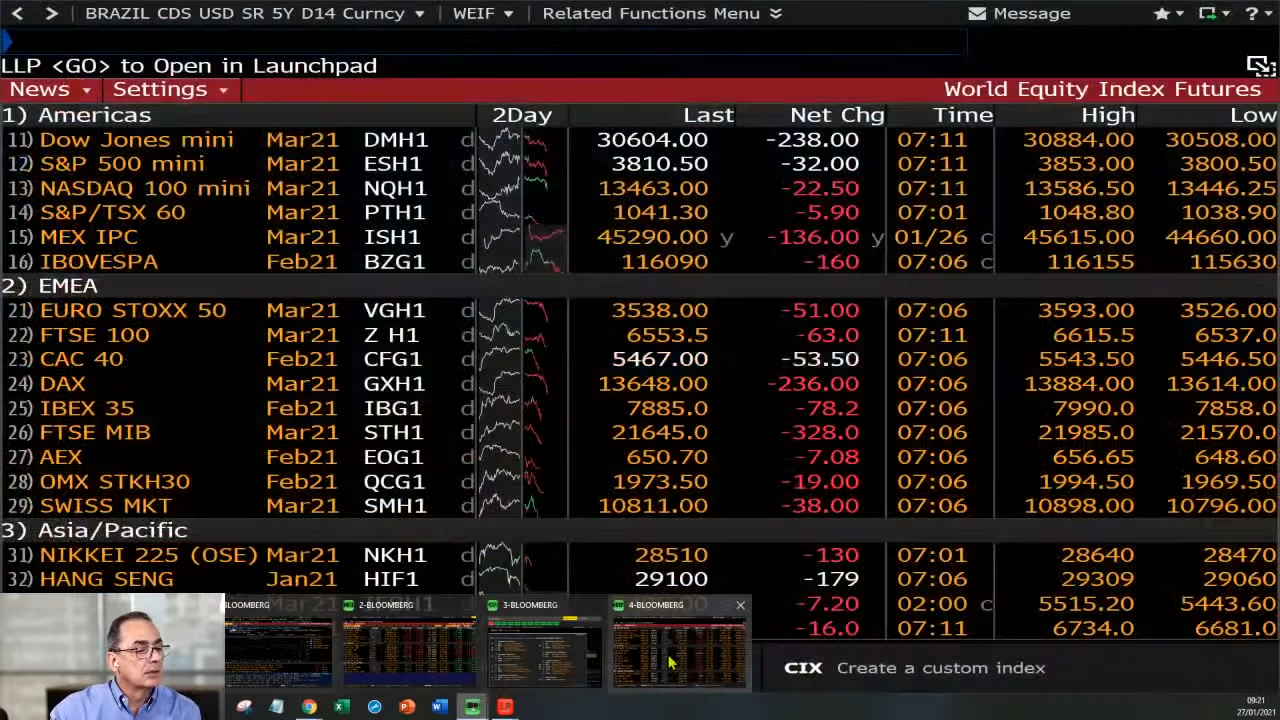 BRAZIL CDS USD SR 5Y D14 Curncy WEIF Related Functions Menu Message ?
LLP <GO> to Open in Launchpad
News Settings World Equity Index Futures
1) Americas 2Day Last Net Chg Time High Low
11) Dow Jones mini Mar21 DMH1 d 30604.00 -238.00 07:11 30884.00 30508.00
12) S&P 500 mini Mar21 ESH1 d 3810.50 -32.00 07:11 3853.00 3800.50
13) NASDAQ 100 mini Mar21 NQH1 d 13463.00 -22.50 07:11 13586.50 13446.25
14) S&P/TSX 60 Mar21 PTH1 d 1041.30 -5.90 07:01 1048.80 1038.90
15) MEX IPC Mar21 ISH1 d 45290.00 y -136.00 y 01/26 c 45615.00 44660.00
16) IBOVESPA Feb21 BZG1 d 116090 -160 07:06 c 116155 115630
2) EMEA
21) EURO STOXX 50 Mar21 VGH1 d 3538.00 -51.00 07:06 3593.00 3526.00
22) FTSE 100 Mar21 Z H1 d 6553.5 -63.0 07:11 6615.5 6537.0
23) CAC 40 Feb21 CFG1 d 5467.00 -53.50 07:06 5543.50 5446.50
24) DAX Mar21 GXH1 d 13648.00 -236.00 07:06 13884.00 13614.00
25) IBEX 35 Feb21 IBG1 d 7885.0 -78.2 07:06 7990.0 7858.0
26) FTSE MIB Mar21 STH1 d 21645.0 -328.0 07:06 21985.0 21570.0
27) AEX Feb21 EOG1 d 650.70 -7.08 07:06 656.65 648.60
28) OMX STKH30 Feb21 QCG1 d 1973.50 -19.00 07:06 1994.50 1969.50
29) SWISS MKT Mar21 SMH1 d 10811.00 -38.00 07:06 10898.00 10796.00
3) Asia/Pacific
31) NIKKEI 225 (OSE) Mar21 NKH1 d 28510 -130 07:01 28640 28470
32) HANG SENG Jan21 HIF1 d 29100 -179 07:06 29309 29060
-7.20 02:00 c 5515.20 5443.60
-16.0 07:11 6734.0 6681.0
BLOOMBERG 2-BLOOMBERG 3-BLOOMBERG 4-BLOOMBERG
CIX Create a custom index
09:21
27/01/2021